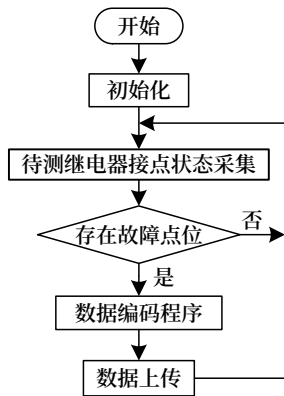 开始
初始化
待测继电器接点状态采集
存在故障点位
否
是
数据编码程序
数据上传